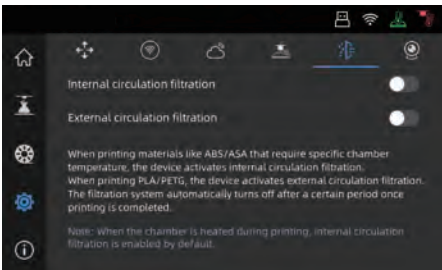 Internal circulation filtration
External circulation filtration
When printing materials like ABS/ASA that require specific chamber
temperature, the device activates internal circulation filtration.
When printing PLA/PETG, the device activates external circulation filtration.
The filtration system automatically turns off after a certain period once
printing is completed.
Note: When the chamber is heated during printing, internal circulation
filtration is enabled by default.